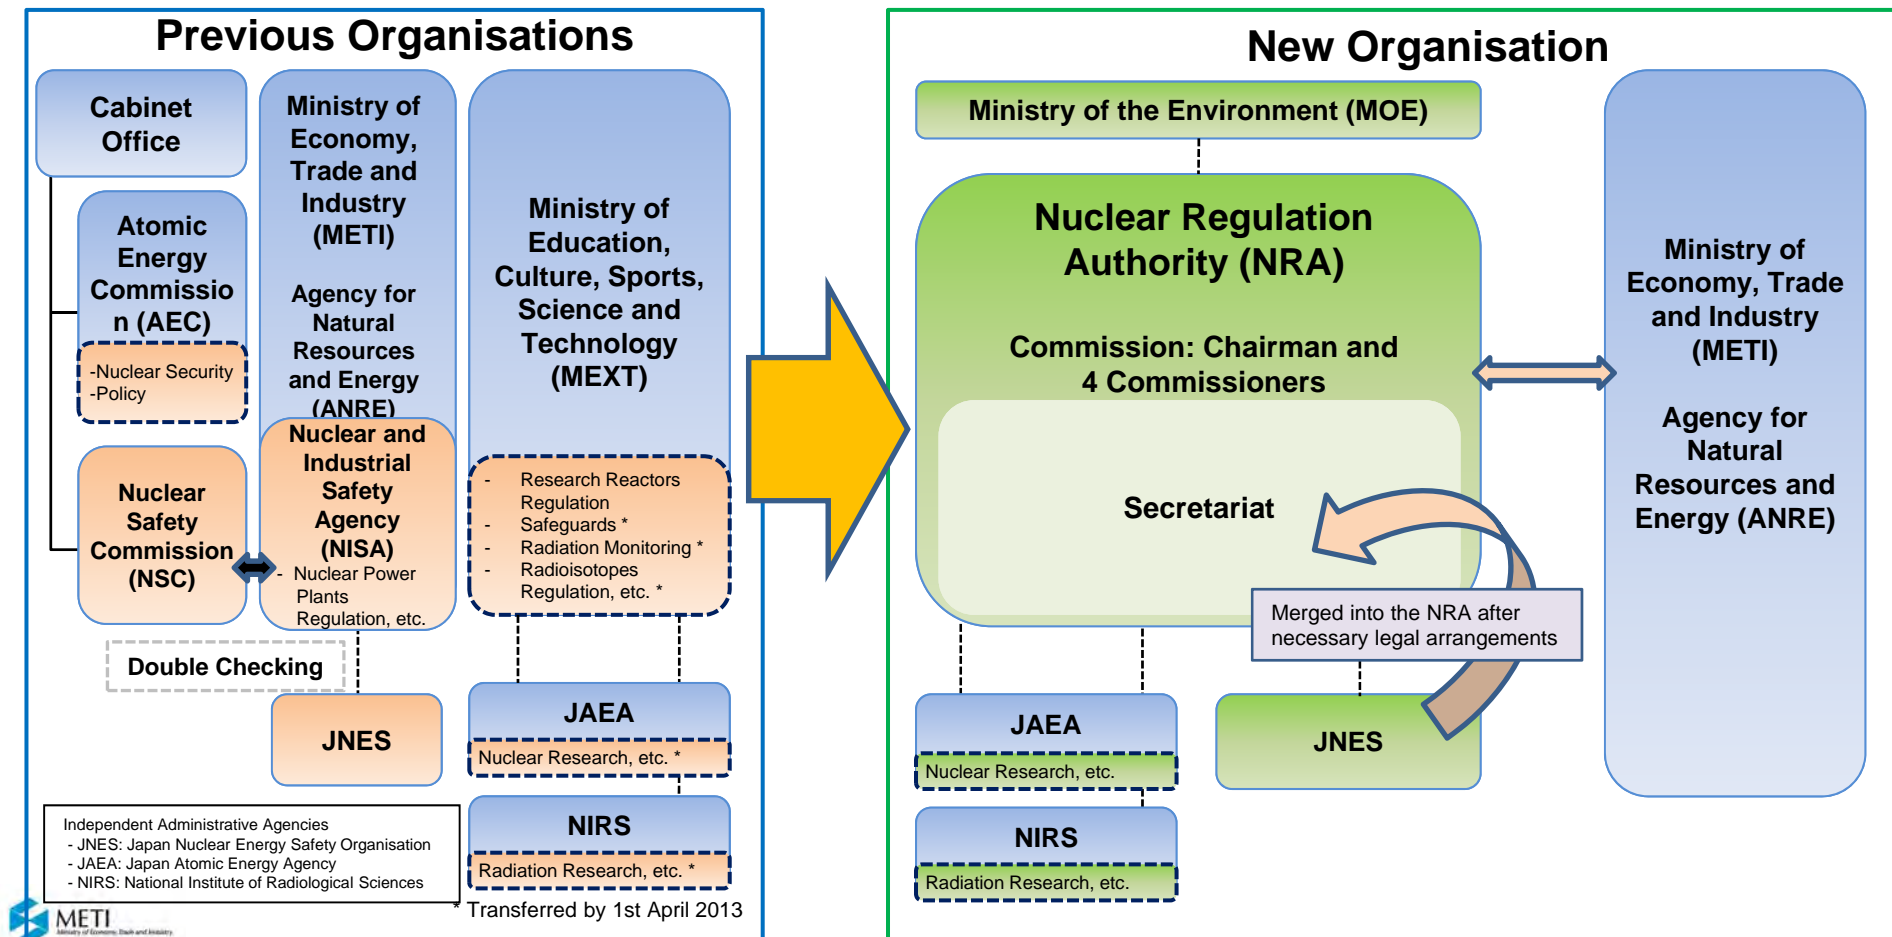 Previous Organisations
Cabinet
Office
Atomic
Energy
Commissio
n (AEC)
-Nuclear Security
-Policy
Nuclear
Safety
Commission
(NSC)
Ministry of
Economy,
Trade and
Industry
(METI)
Agency for
Natural
Resources
and Energy
(ANRE)
Nuclear and
Industrial
Safety
Agency
(NISA)
- Nuclear Power
Plants
Regulation, etc.
Ministry of
Education,
Culture, Sports,
Science and
Technology
(MEXT)
- Research Reactors
Regulation
- Safeguards *
- Radiation Monitoring *
- Radioisotopes
Regulation, etc. *
Double Checking
JNES
JAEA
Nuclear Research, etc. *
NIRS
Radiation Research, etc. *
Independent Administrative Agencies
- JNES: Japan Nuclear Energy Safety Organisation
- JAEA: Japan Atomic Energy Agency
- NIRS: National Institute of Radiological Sciences
* Transferred by 1st April 2013
METI
Ministry of Economy, Trade and Industry
New Organisation
Ministry of the Environment (MOE)
Nuclear Regulation
Authority (NRA)
Commission: Chairman and
4 Commissioners
Secretariat
Merged into the NRA after
necessary legal arrangements
JAEA
Nuclear Research, etc.
NIRS
Radiation Research, etc.
JNES
Ministry of
Economy, Trade
and Industry
(METI)
Agency for
Natural
Resources and
Energy (ANRE)